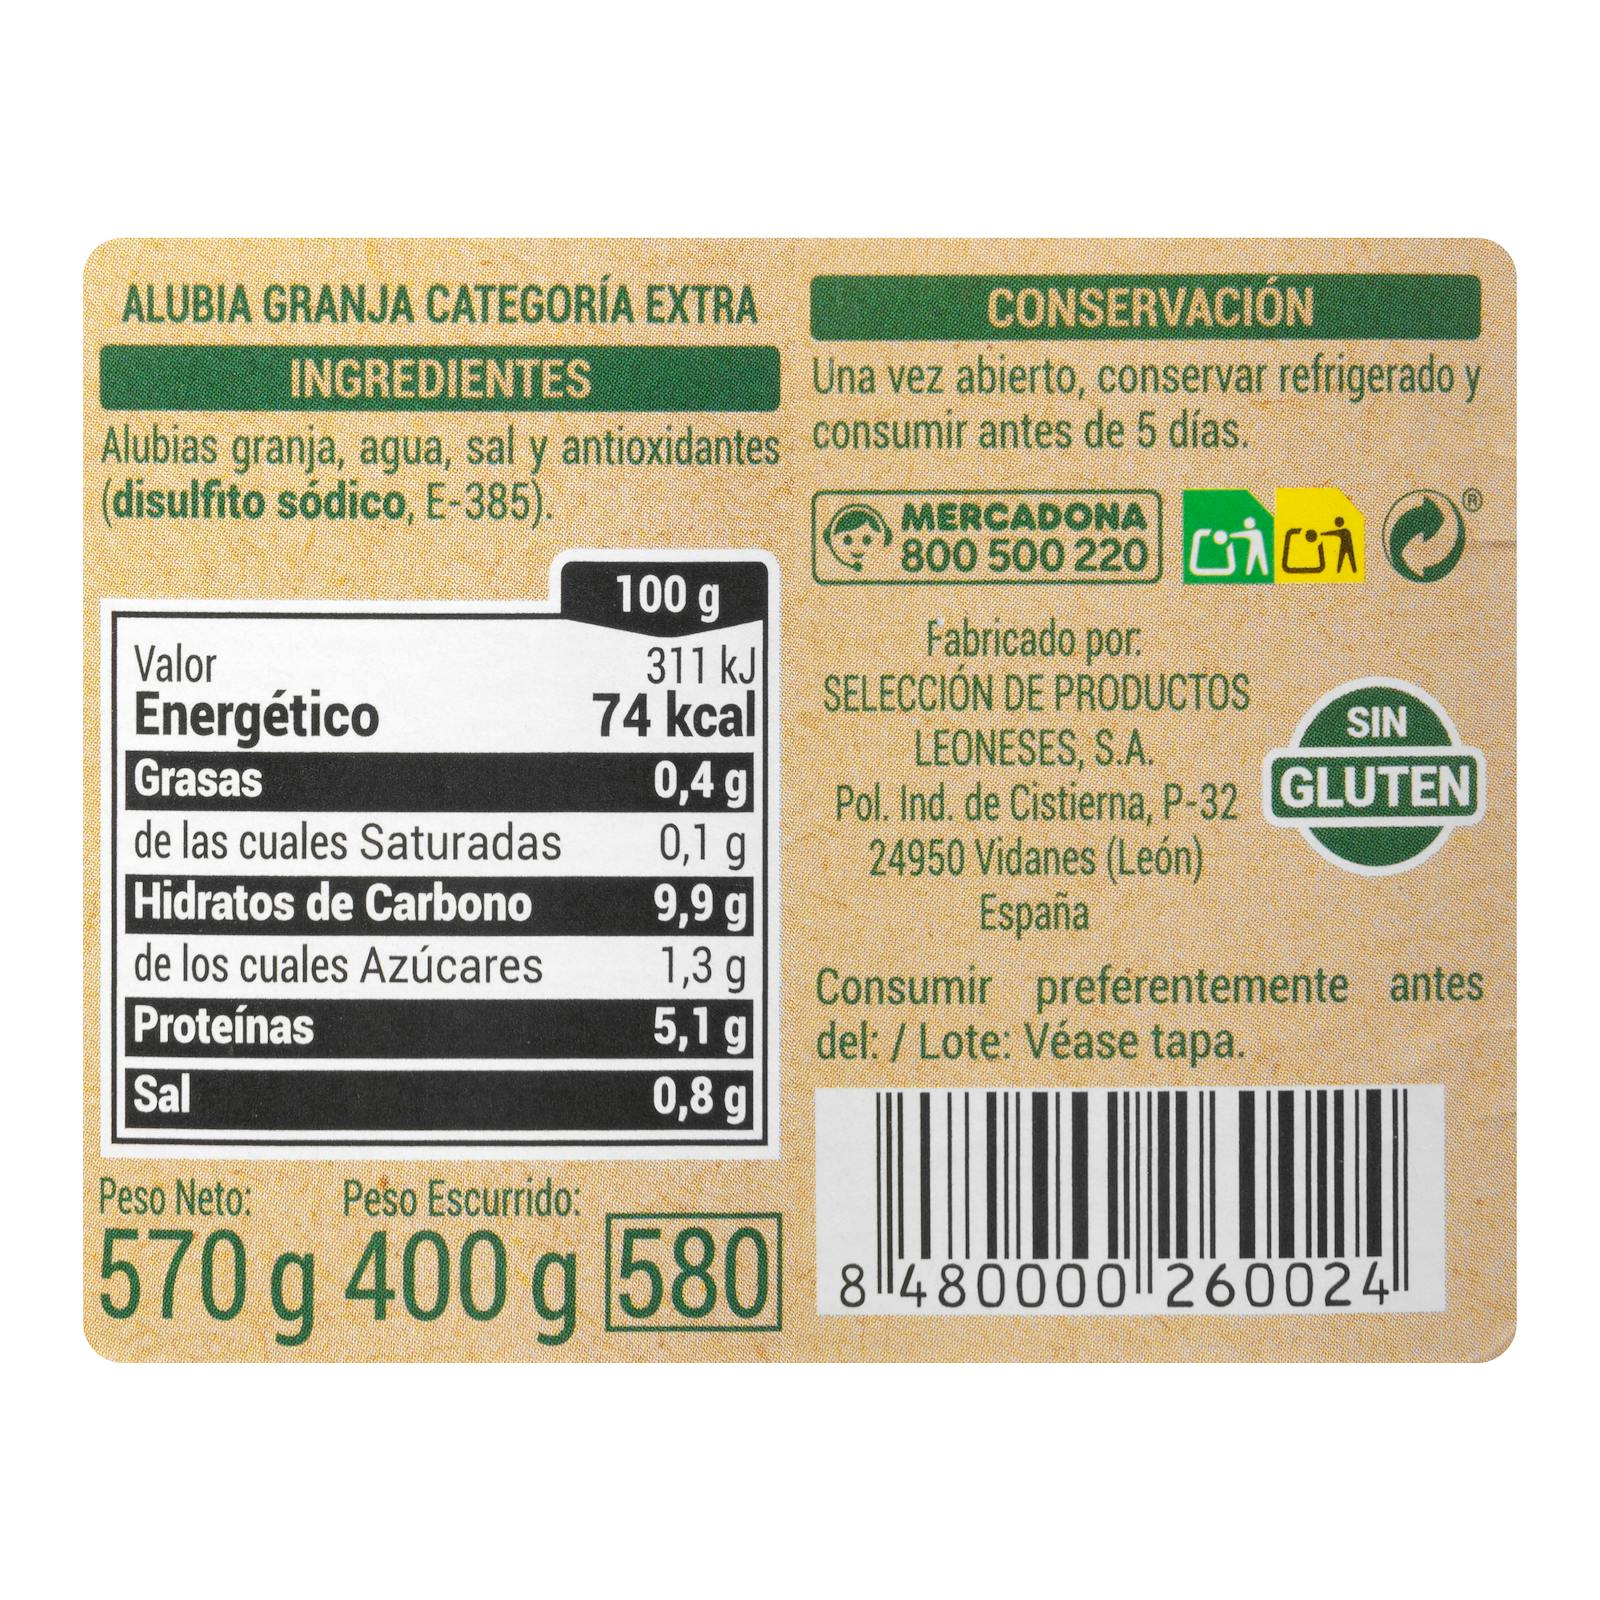 ALUBIA GRANJA CATEGORÍA EXTRA
INGREDIENTES
Alubias granja, agua, sal y antioxidantes
(disulfito sódico, E-385).
100 g
Valor 311 kJ
Energético 74 kcal
Grasas 0,4 g
de las cuales Saturadas 0,1 g
Hidratos de Carbono 9,9 g
de los cuales Azúcares 1,3 g
Proteínas 5,1 g
Sal 0,8 g
Peso Neto: Peso Escurrido:
570 g 400 g 580
CONSERVACIÓN
Una vez abierto, conservar refrigerado y
consumir antes de 5 días.
MERCADONA
800 500 220
®
Fabricado por:
SELECCIÓN DE PRODUCTOS
LEONESES, S.A.
Pol. Ind. de Cistierna, P-32
24950 Vidanes (León)
España
SIN
GLUTEN
Consumir preferentemente antes
del: / Lote: Véase tapa.
8 480000 260024